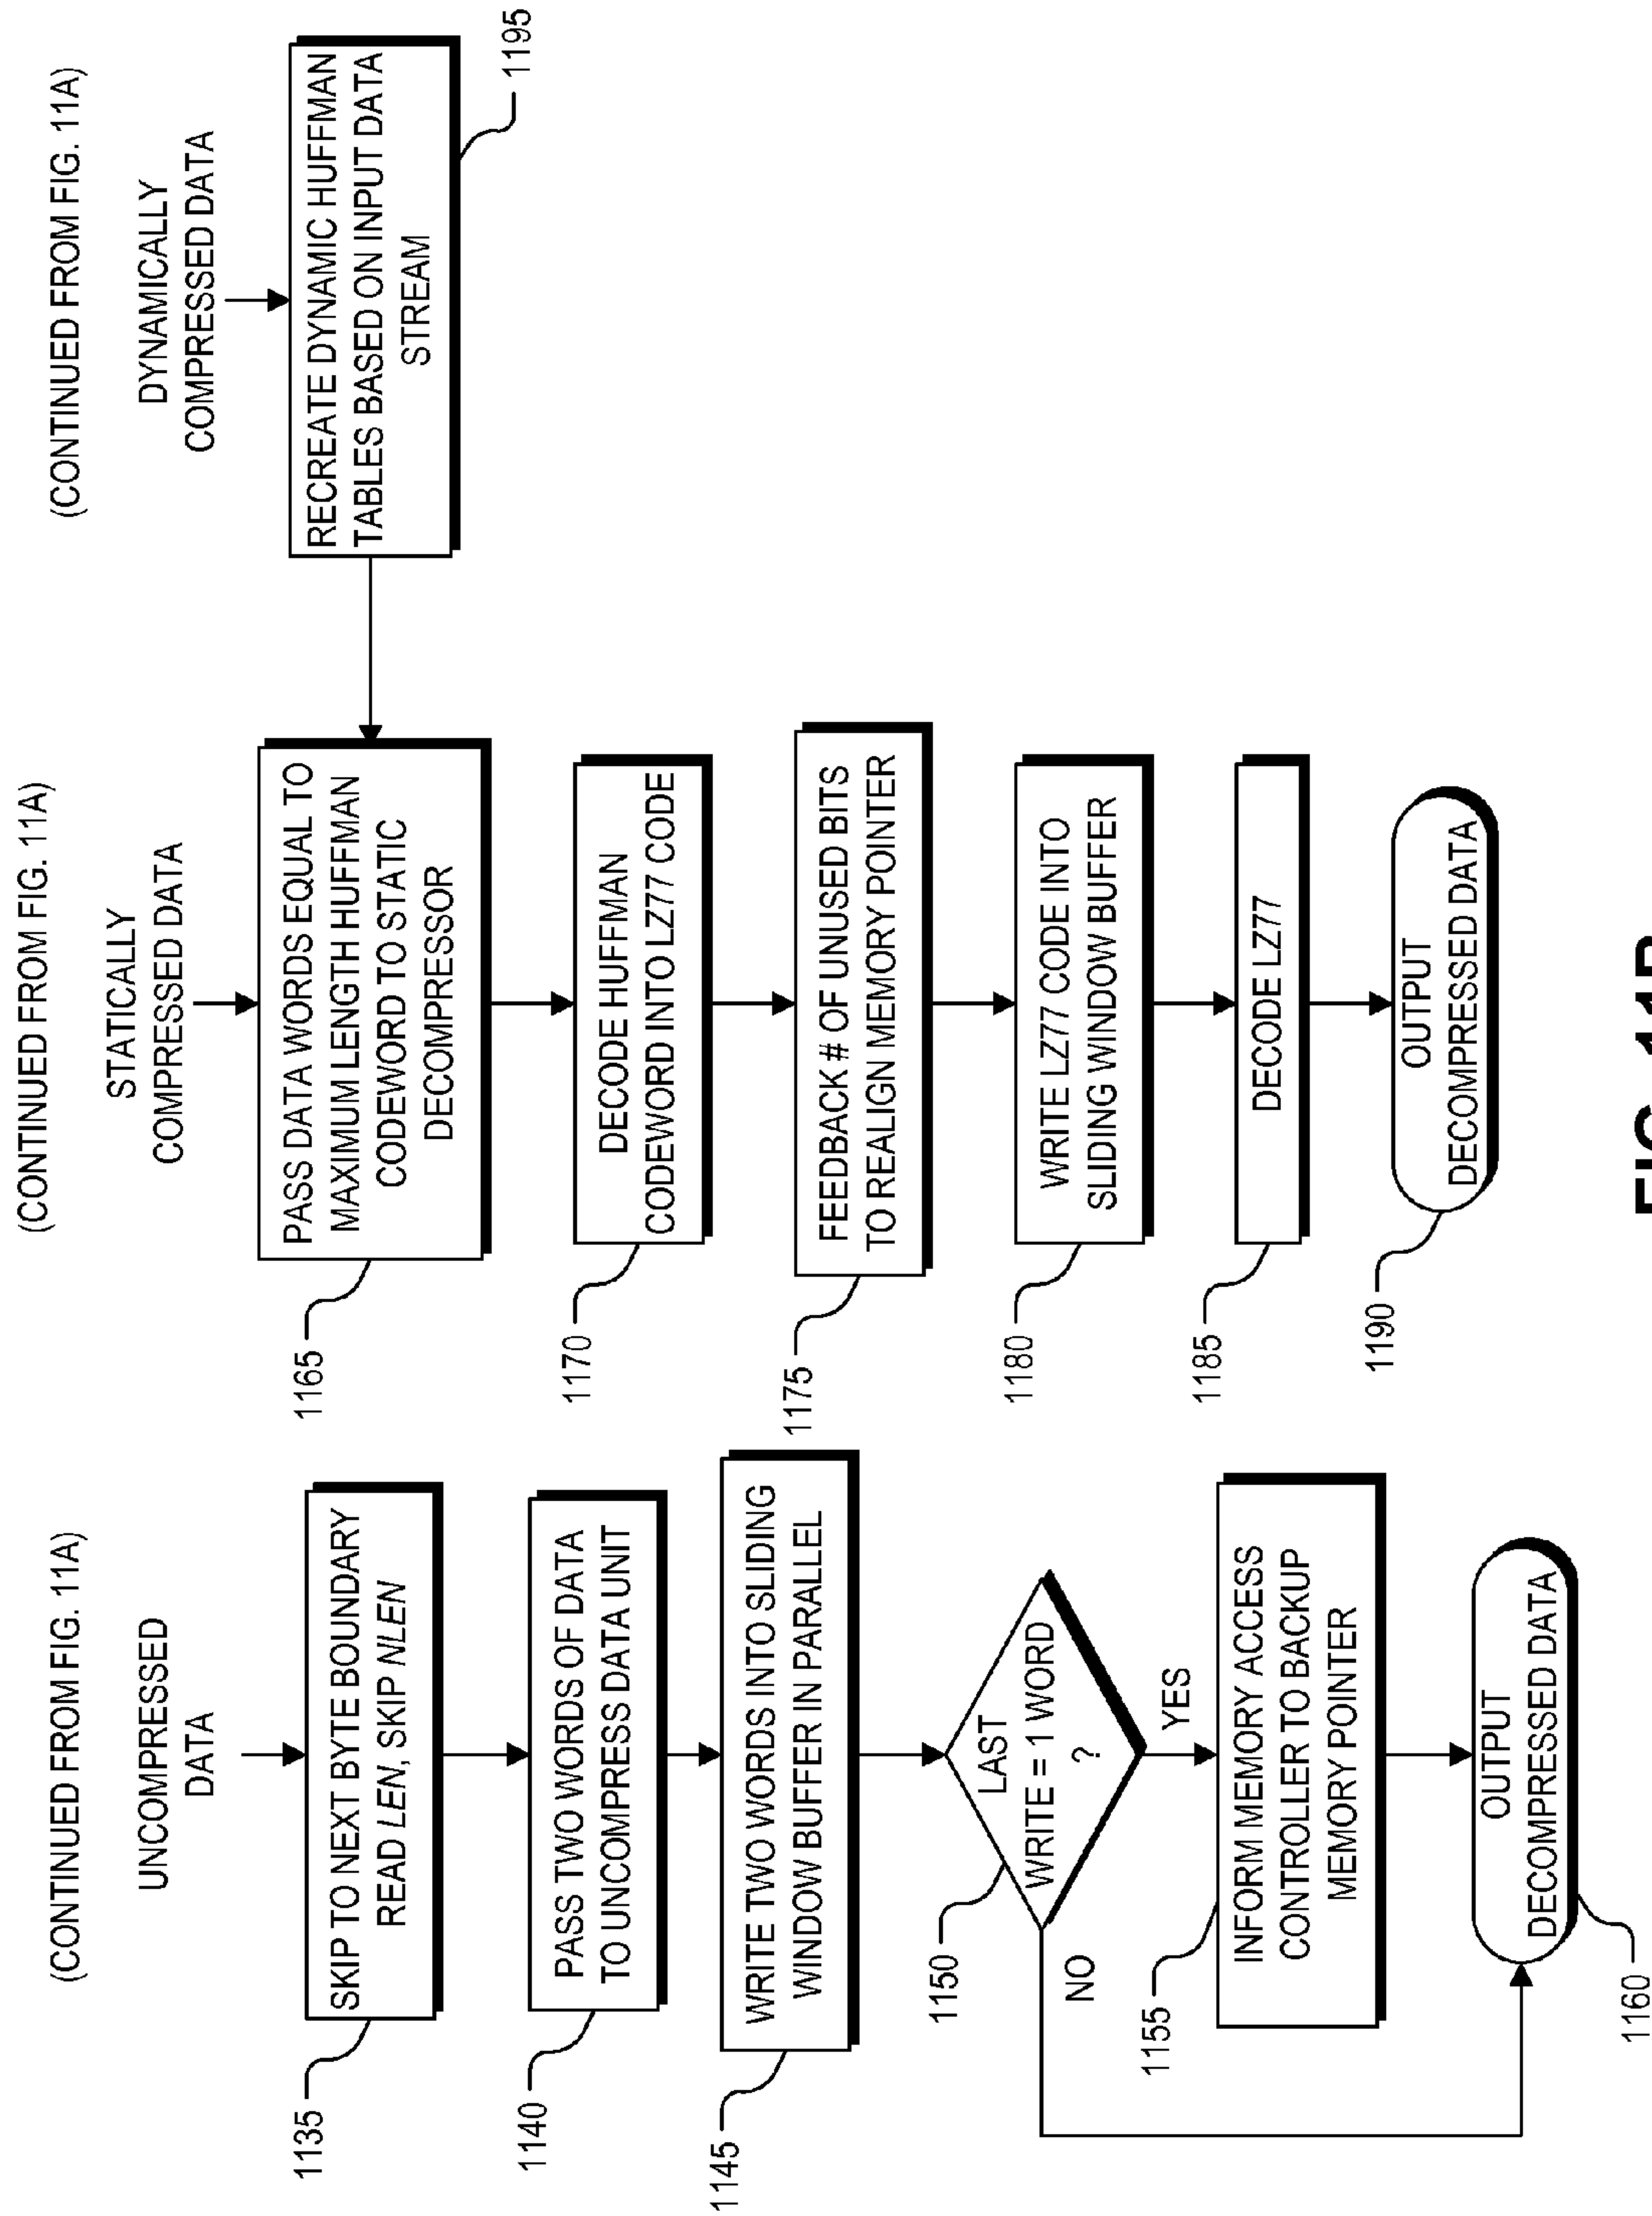 (CONTINUED FROM FIG. 11A)
UNCOMPRESSED
DATA
SKIP TO NEXT BYTE BOUNDARY
READ LEN, SKIP NLEN
1135
PASS TWO WORDS OF DATA
TO UNCOMPRESS DATA UNIT
1140
WRITE TWO WORDS INTO SLIDING
WINDOW BUFFER IN PARALLEL
1145
LAST
WRITE = 1 WORD
?
1150
NO
YES
INFORM MEMORY ACCESS
CONTROLLER TO BACKUP
MEMORY POINTER
1155
OUTPUT
DECOMPRESSED DATA
1160
(CONTINUED FROM FIG. 11A)
STATICALLY
COMPRESSED DATA
PASS DATA WORDS EQUAL TO
MAXIMUM LENGTH HUFFMAN
CODEWORD TO STATIC
DECOMPRESSOR
1165
DECODE HUFFMAN
CODEWORD INTO LZ77 CODE
1170
FEEDBACK # OF UNUSED BITS
TO REALIGN MEMORY POINTER
1175
WRITE LZ77 CODE INTO
SLIDING WINDOW BUFFER
1180
DECODE LZ77
1185
OUTPUT
DECOMPRESSED DATA
1190
(CONTINUED FROM FIG. 11A)
DYNAMICALLY
COMPRESSED DATA
RECREATE DYNAMIC HUFFMAN
TABLES BASED ON INPUT DATA
STREAM
1195
FIG. 11B